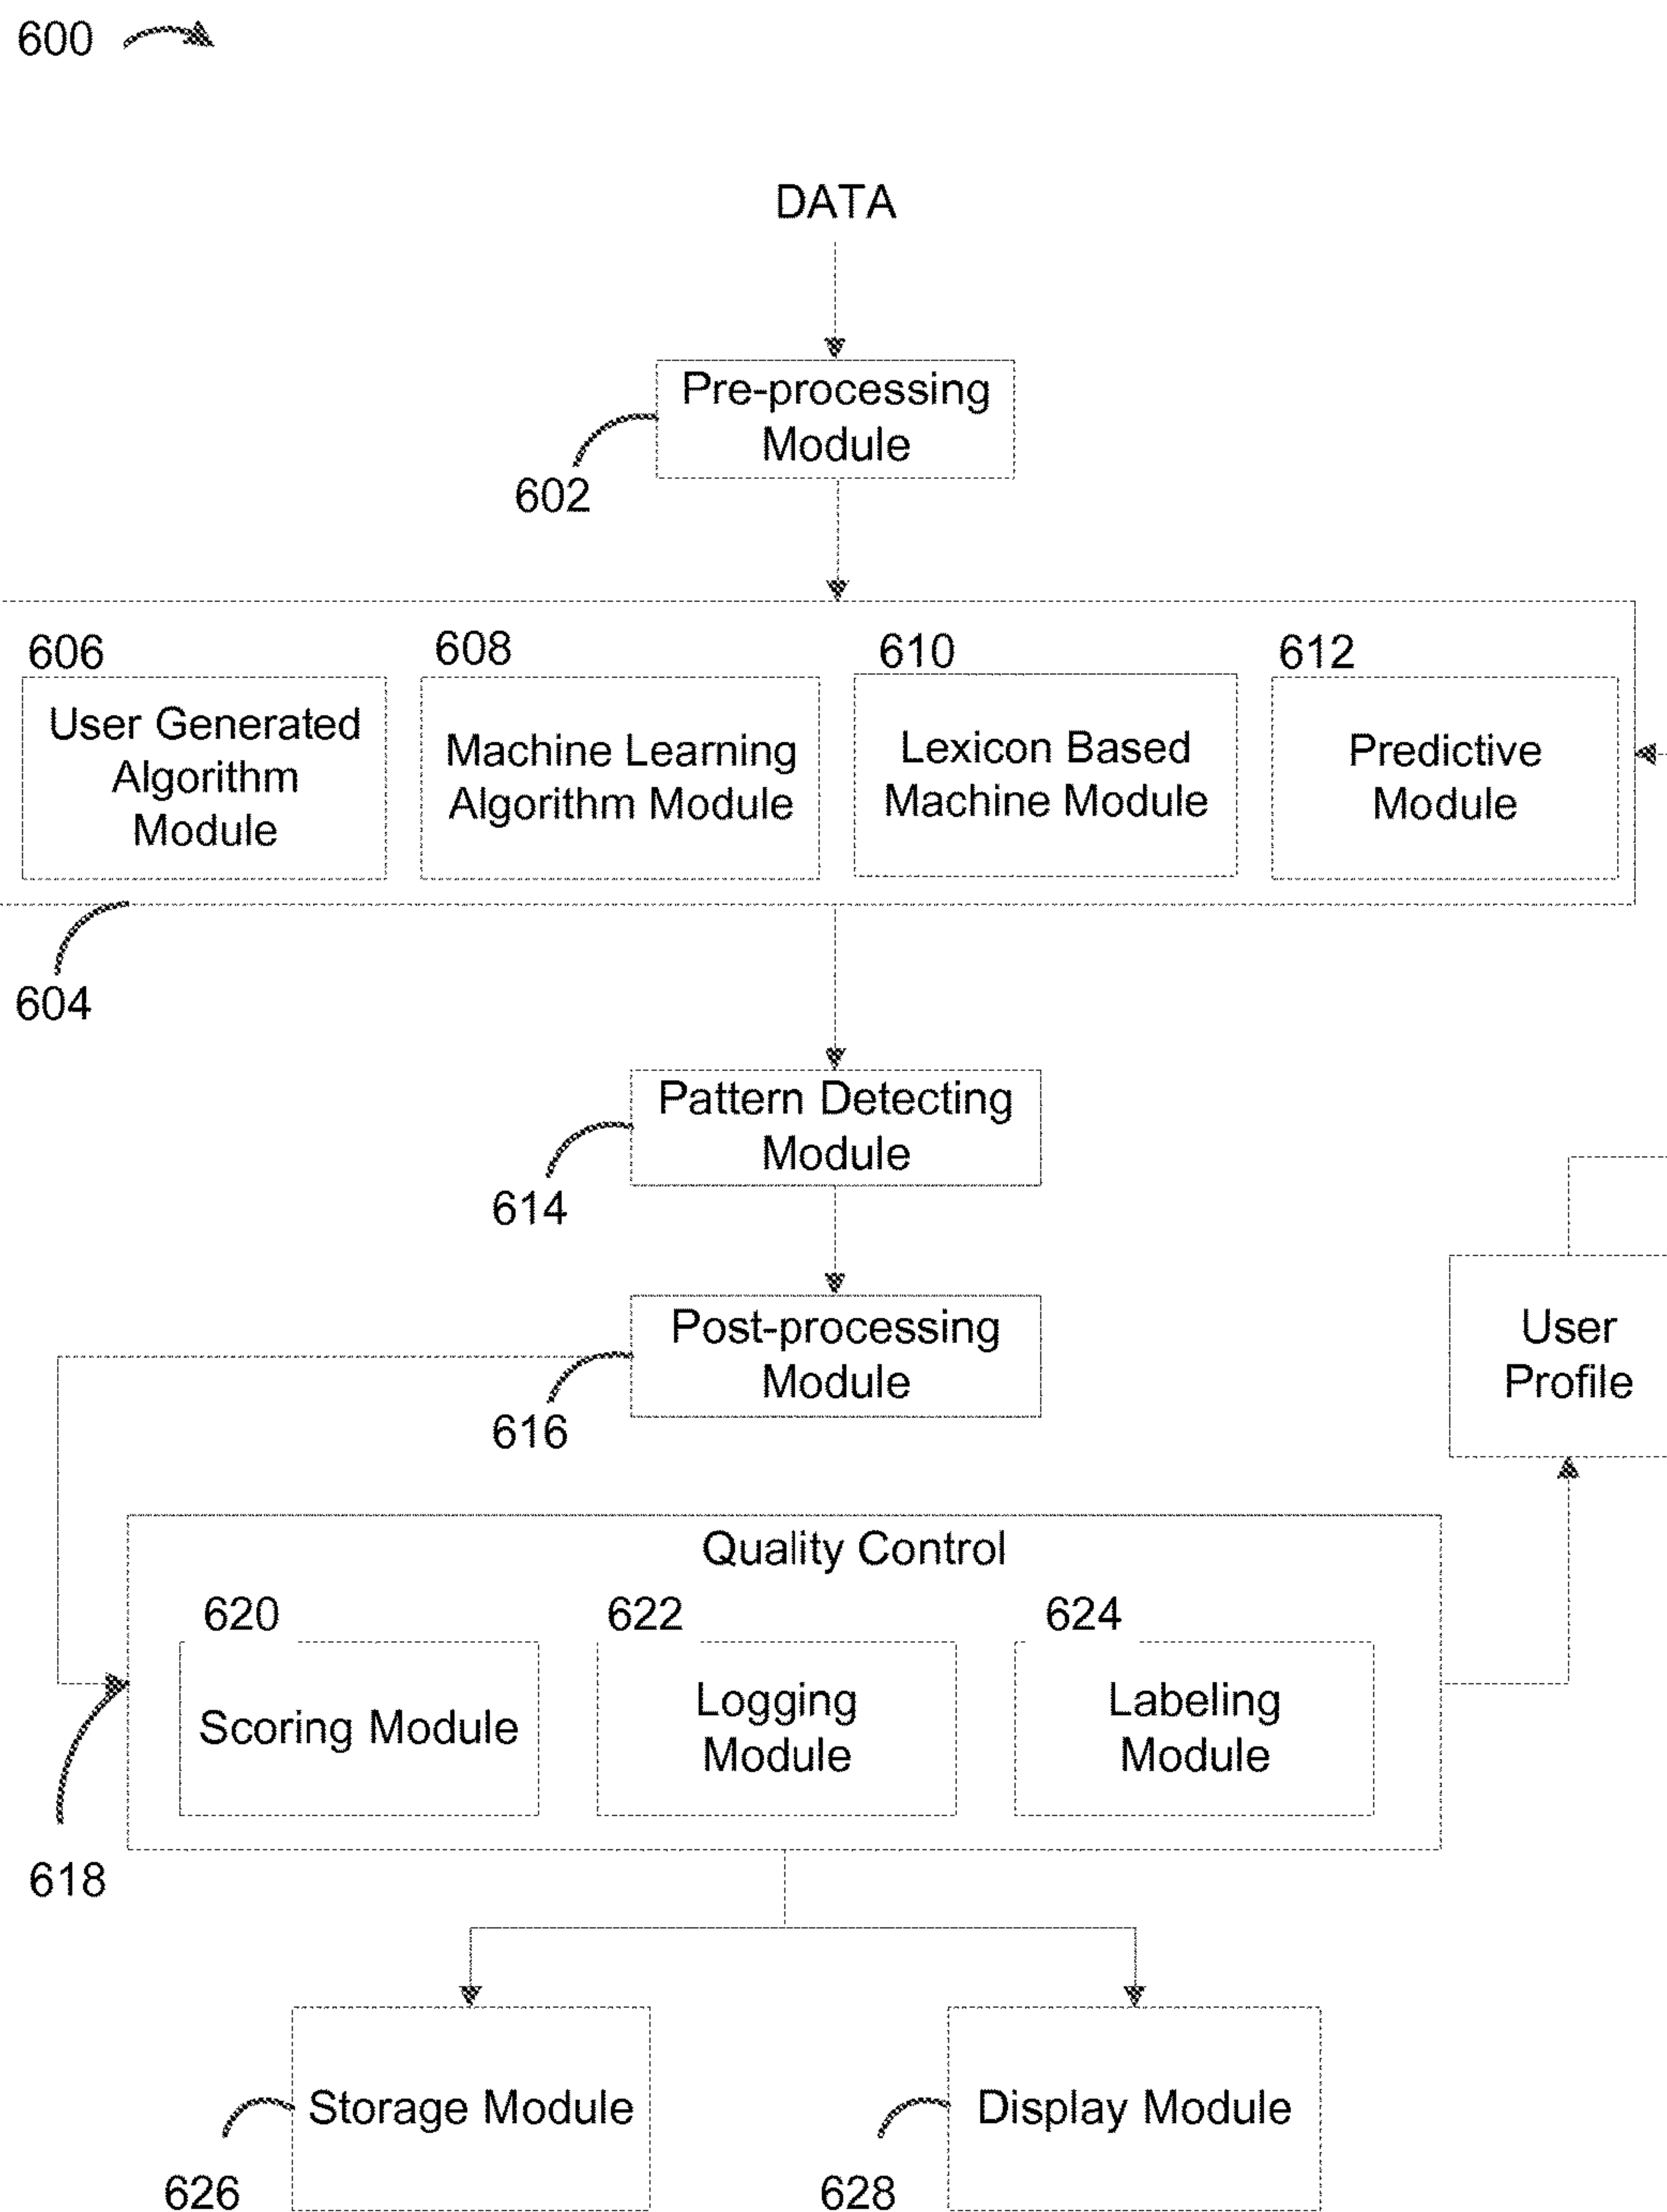 600
DATA
Pre-processing
Module
602
606
608
610
612
User Generated
Algorithm
Module
Machine Learning
Algorithm Module
Lexicon Based
Machine Module
Predictive
Module
604
Pattern Detecting
Module
614
Post-processing
Module
616
User
Profile
Quality Control
620
622
624
Scoring Module
Logging
Module
Labeling
Module
618
Storage Module
Display Module
626
628